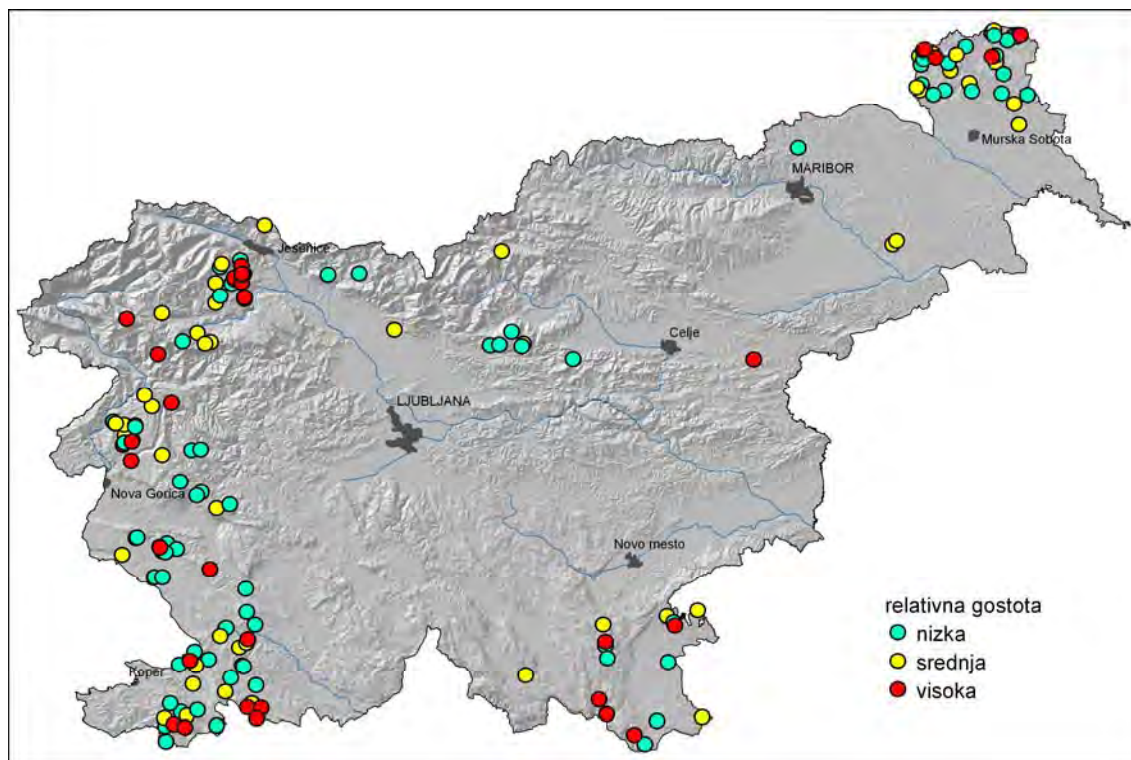 Murska Sobota
MARIBOR
Jesenice
Celje
LJUBLJANA
Nova Gorica
Novo mesto
Koper
relativna gostota
nizka
srednja
visoka